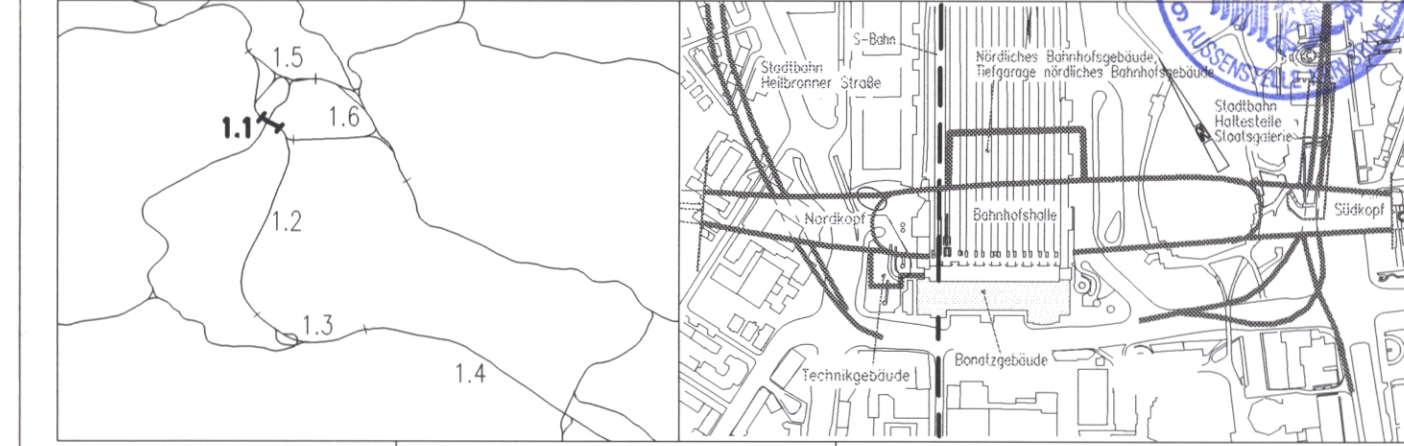 1.5
1.6
1.1
1.2
1.3
1.4
S-Bahn
Nördliches Bahnhofsgebäude,
Tiefgarage nördliches Bahnhofsgebäude
Stadtbahn
Heilbronner Straße
Stadtbahn
Haltestelle
Staatsgalerie
Nordkopf
Bahnhofshalle
Südkopf
Technikgebäude
Bonatzgebäude
AUSSENSTELLE